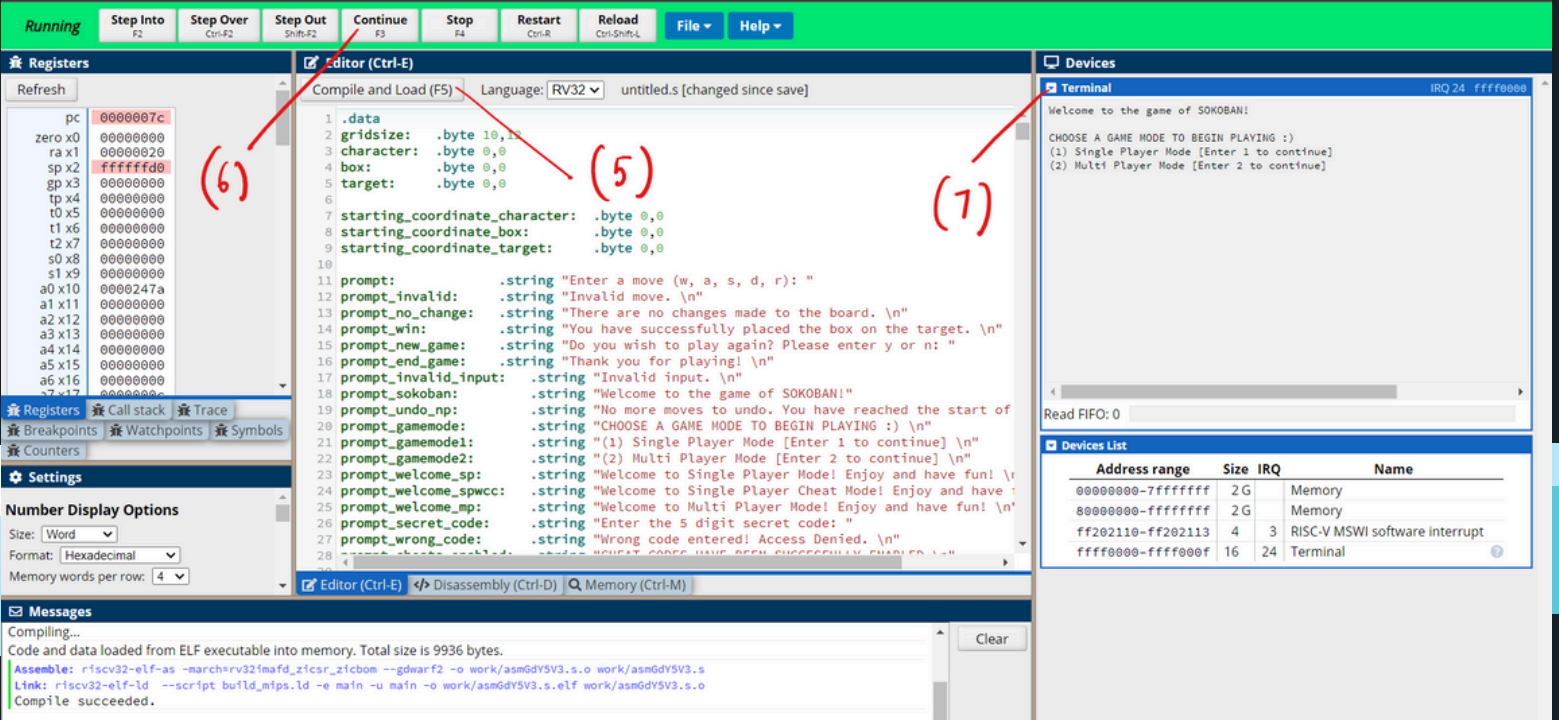 Running
Step Into
F2
Step Over
Ctrl-F2
Step Out
Shift-F2
Continue
F3
Stop
F4
Restart
Ctrl-R
Reload
Ctrl-Shift-L
File
Help
Registers
Refresh
pc 0000007c
zero x0 00000000
ra x1 00000020
sp x2 ffffffd0
gp x3 00000000
tp x4 00000000
t0 x5 00000000
t1 x6 00000000
t2 x7 00000000
s0 x8 00000000
s1 x9 00000000
a0 x10 0000247a
a1 x11 00000000
a2 x12 00000000
a3 x13 00000000
a4 x14 00000000
a5 x15 00000000
a6 x16 00000000
a7 x17 0000000c
Registers Call stack Trace
Breakpoints Watchpoints Symbols
Counters
Settings
Number Display Options
Size: Word
Format: Hexadecimal
Memory words per row: 4
Editor (Ctrl-E)
Compile and Load (F5) Language: RV32 untitled.s [changed since save]
1 .data
2 gridsize: .byte 10,12
3 character: .byte 0,0
4 box: .byte 0,0
5 target: .byte 0,0
6
7 starting_coordinate_character: .byte 0,0
8 starting_coordinate_box: .byte 0,0
9 starting_coordinate_target: .byte 0,0
10
11 prompt: .string "Enter a move (w, a, s, d, r): "
12 prompt_invalid: .string "Invalid move. \n"
13 prompt_no_change: .string "There are no changes made to the board. \n"
14 prompt_win: .string "You have successfully placed the box on the target. \n"
15 prompt_new_game: .string "Do you wish to play again? Please enter y or n: "
16 prompt_end_game: .string "Thank you for playing! \n"
17 prompt_invalid_input: .string "Invalid input. \n"
18 prompt_sokoban: .string "Welcome to the game of SOKOBAN!"
19 prompt_undo_np: .string "No more moves to undo. You have reached the start of
20 prompt_gamemode: .string "CHOOSE A GAME MODE TO BEGIN PLAYING :) \n"
21 prompt_gamemode1: .string "(1) Single Player Mode [Enter 1 to continue] \n"
22 prompt_gamemode2: .string "(2) Multi Player Mode [Enter 2 to continue] \n"
23 prompt_welcome_sp: .string "Welcome to Single Player Mode! Enjoy and have fun! \n
24 prompt_welcome_spwcc: .string "Welcome to Single Player Cheat Mode! Enjoy and have
25 prompt_welcome_mp: .string "Welcome to Multi Player Mode! Enjoy and have fun! \n"
26 prompt_secret_code: .string "Enter the 5 digit secret code: "
27 prompt_wrong_code: .string "Wrong code entered! Access Denied. \n"
28 prompt_cheats_enabled: .string "CHEAT CODES HAVE BEEN SUCCESSFULLY ENABLED \n"
Editor (Ctrl-E) Disassembly (Ctrl-D) Memory (Ctrl-M)
(6)
(5)
(7)
Messages
Compiling...
Code and data loaded from ELF executable into memory. Total size is 9936 bytes.
Assemble: riscv32-elf-as -march=rv32imafd_zicsr_zicbom --gdwarf2 -o work/asmGdY5V3.s.o work/asmGdY5V3.s
Link: riscv32-elf-ld --script build_mips.ld -e main -u main -o work/asmGdY5V3.s.elf work/asmGdY5V3.s.o
Compile succeeded.
Clear
Devices
Terminal IRQ 24 ffff0000
Welcome to the game of SOKOBAN!
CHOOSE A GAME MODE TO BEGIN PLAYING :)
(1) Single Player Mode [Enter 1 to continue]
(2) Multi Player Mode [Enter 2 to continue]
Read FIFO: 0
Devices List
Address range Size IRQ Name
00000000-7fffffff 2 G Memory
80000000-ffffffff 2 G Memory
ff202110-ff202113 4 3 RISC-V MSWI software interrupt
ffff0000-ffff000f 16 24 Terminal